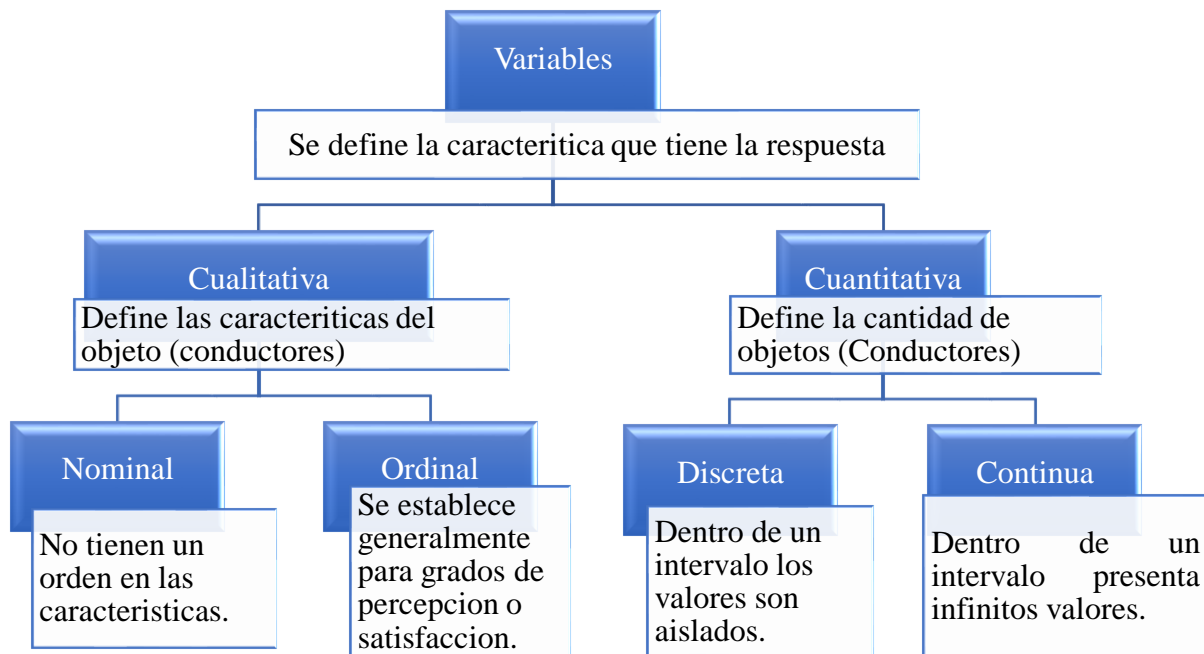 Variables
Se define la caracteritica que tiene la respuesta
Cualitativa
Define las caracteriticas del
objeto (conductores)
Cuantitativa
Define la cantidad de
objetos (Conductores)
Nominal
No tienen un
orden en las
caracteristicas.
Ordinal
Se establece
generalmente
para grados de
percepcion o
satisfaccion.
Discreta
Dentro de un
intervalo los
valores son
aislados.
Continua
Dentro de un
intervalo presenta
infinitos valores.